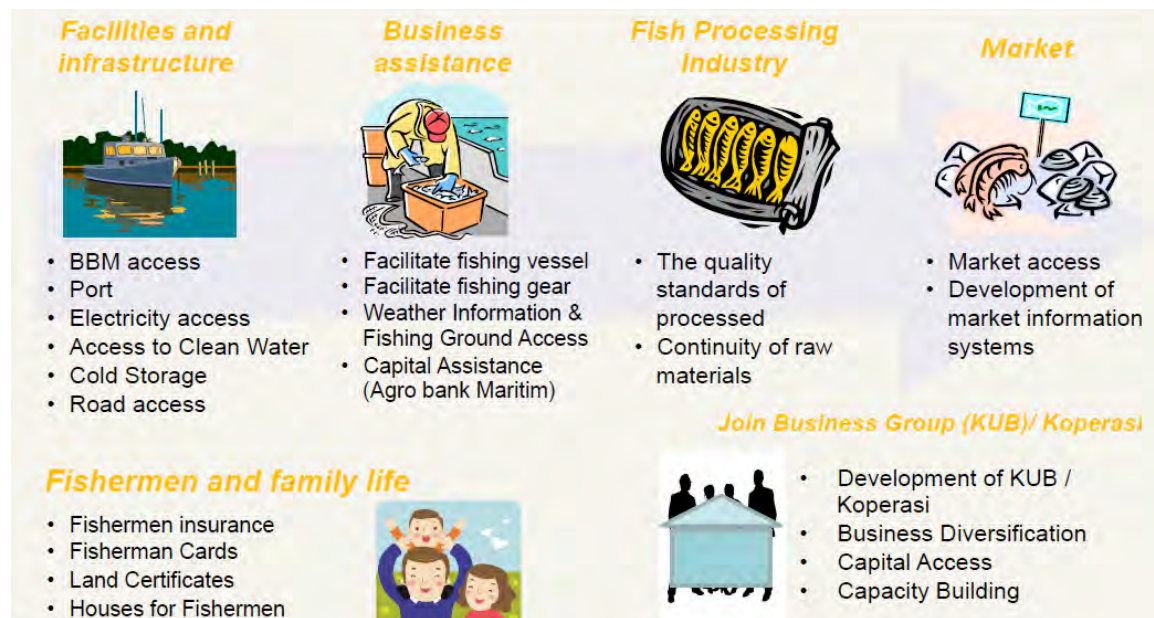 Facilities and
infrastructure
• BBM access
• Port
• Electricity access
• Access to Clean Water
• Cold Storage
• Road access
Business
assistance
• Facilitate fishing vessel
• Facilitate fishing gear
• Weather Information &
Fishing Ground Access
• Capital Assistance
(Agro bank Maritim)
Fish Processing
Industry
• The quality
standards of
processed
• Continuity of raw
materials
Market
• Market access
• Development of
market information
systems
Fishermen and family life
• Fishermen insurance
• Fisherman Cards
• Land Certificates
• Houses for Fishermen
Join Business Group (KUB)/ Koperasi
• Development of KUB /
Koperasi
• Business Diversification
• Capital Access
• Capacity Building